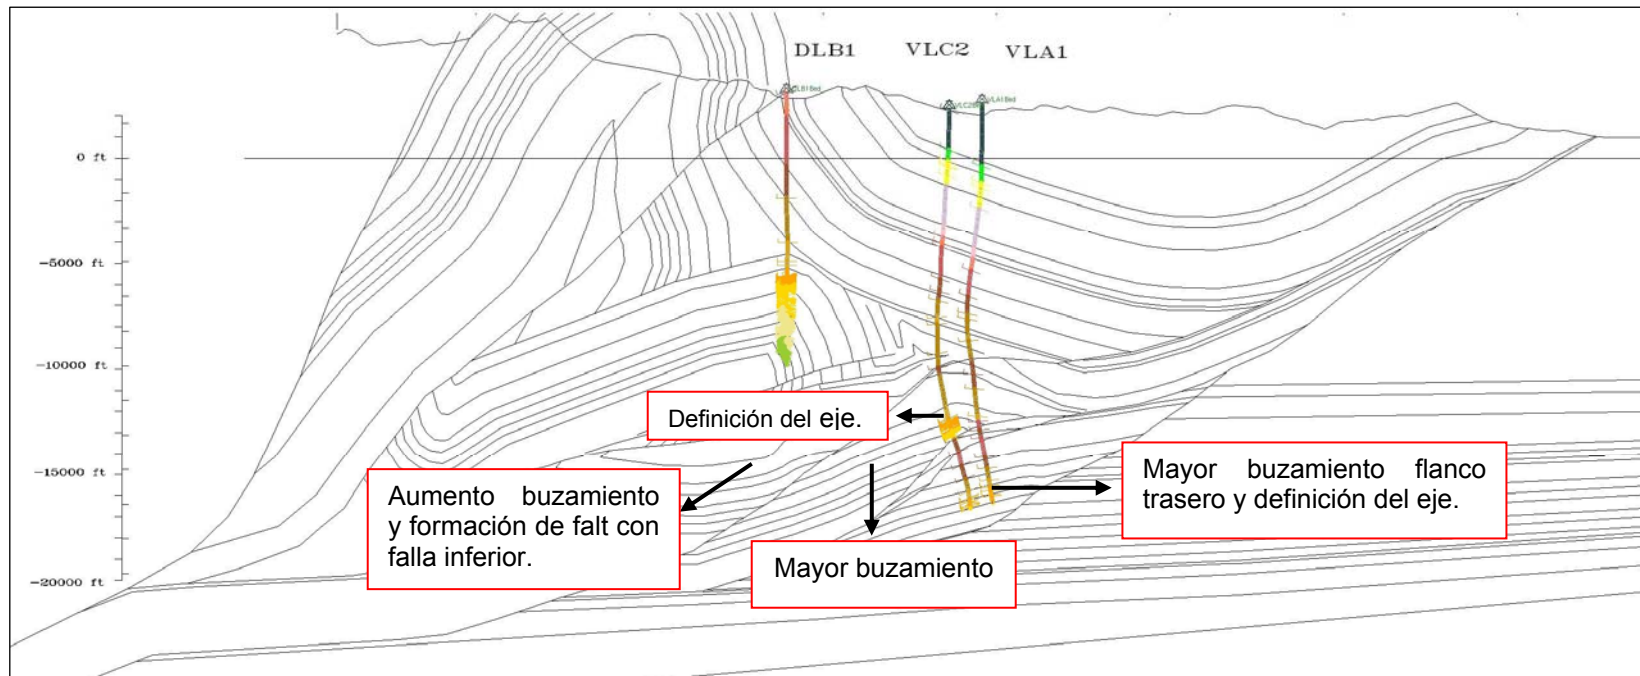 DLB1 VLC2 VLA1
0 ft
-5000 ft
-10000 ft
-15000 ft
-20000 ft
Definición del eje.
Aumento buzamiento
y formación de falt con
falla inferior.
Mayor buzamiento
Mayor buzamiento flanco
trasero y definición del eje.